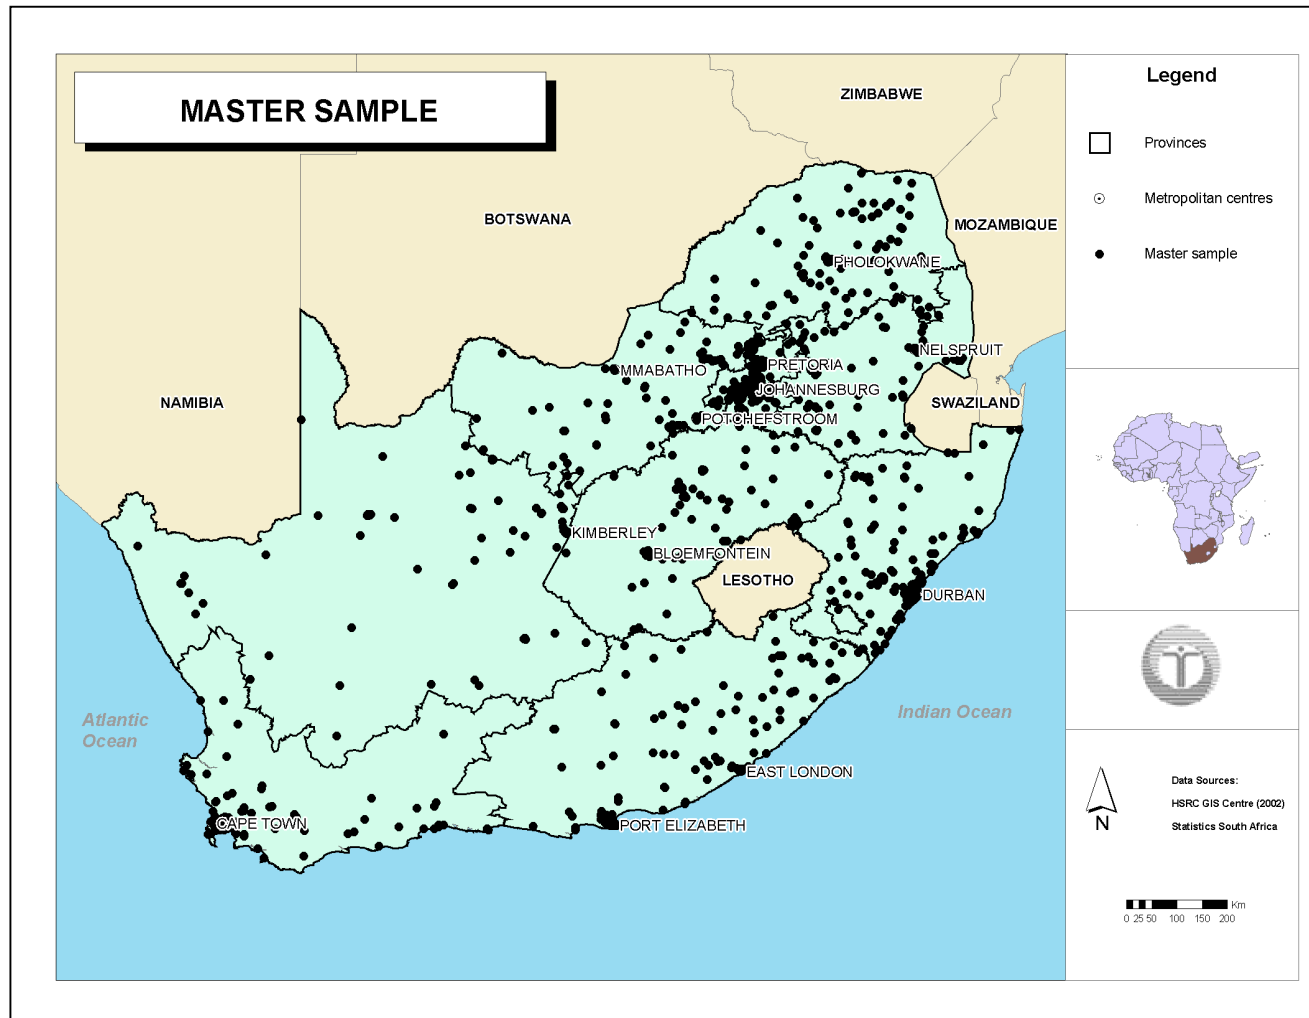 MASTER SAMPLE
ZIMBABWE
BOTSWANA
MOZAMBIQUE
PHOLOKWANE
NELSPRUIT
MMABATHO
PRETORIA
JOHANNESBURG
NAMIBIA
SWAZILAND
POTCHEFSTROOM
KIMBERLEY
BLOEMFONTEIN
LESOTHO
DURBAN
Atlantic
Ocean
Indian Ocean
EAST LONDON
CAPE TOWN
PORT ELIZABETH
Legend
Provinces
Metropolitan centres
Master sample
N
Data Sources:
HSRC GIS Centre (2002)
Statistics South Africa
Km
0 25 50 100 150 200